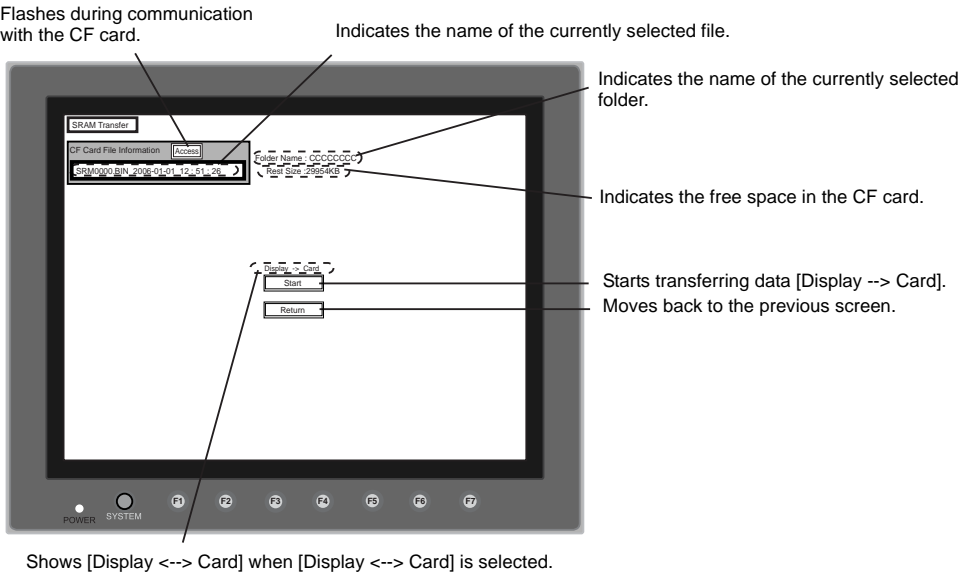 Flashes during communication
with the CF card.
Indicates the name of the currently selected file.
Indicates the name of the currently selected
folder.
SRAM Transfer
CF Card File Information
Access
SRM0000.BIN_2006-01-01_12 : 51 : 26
Folder Name : CCCCCCCC
Rest Size :29954KB
Indicates the free space in the CF card.
Display -> Card
Start
Starts transferring data [Display --> Card].
Return
Moves back to the previous screen.
POWER
SYSTEM
F1
F2
F3
F4
F5
F6
F7
Shows [Display <--> Card] when [Display <--> Card] is selected.